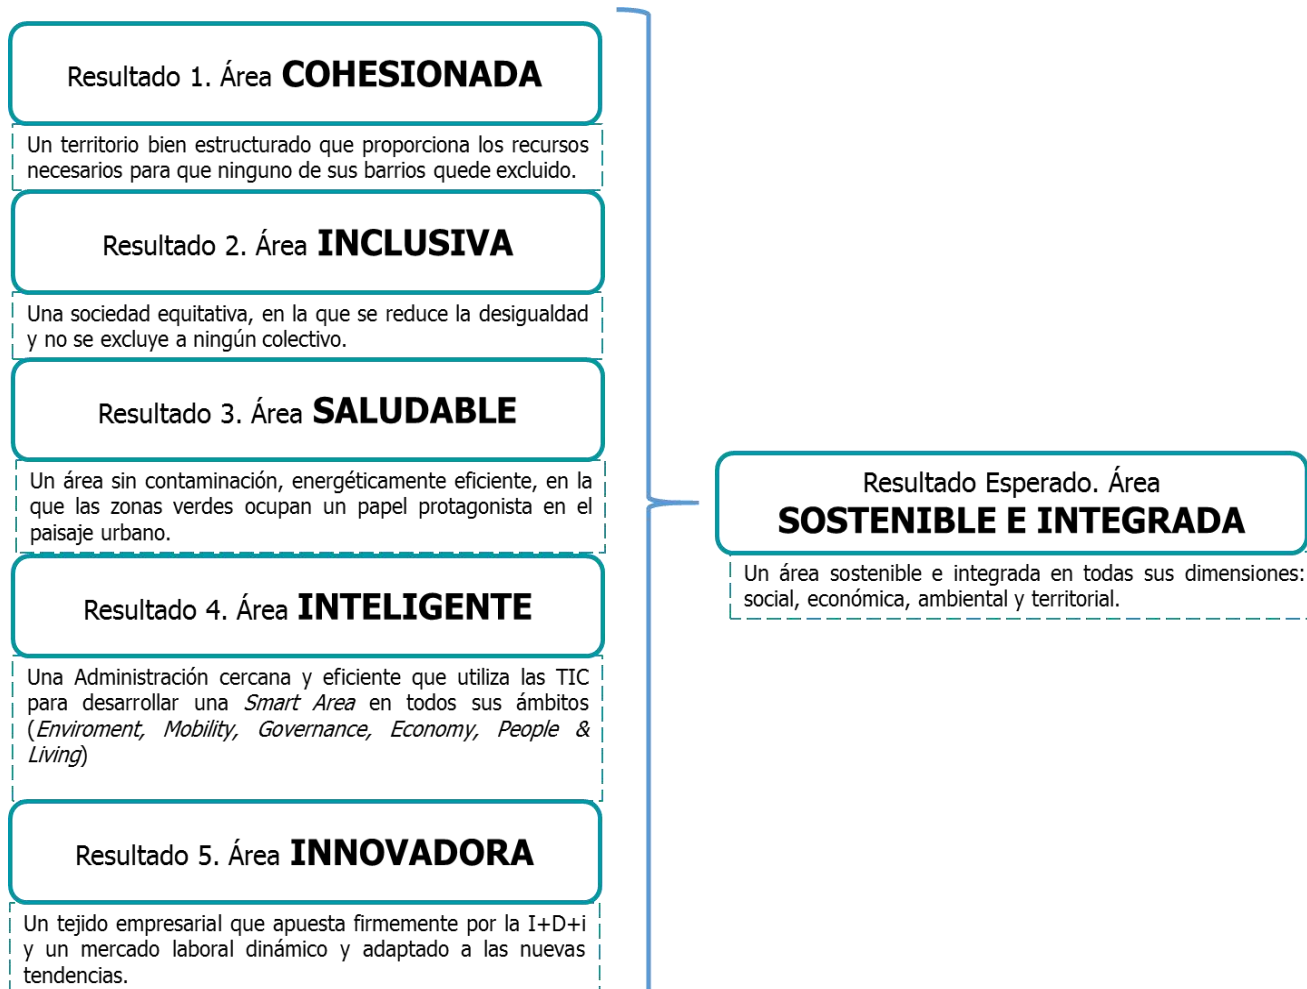 Resultado 1. Área COHESIONADA
Un territorio bien estructurado que proporciona los recursos
necesarios para que ninguno de sus barrios quede excluido.
Resultado 2. Área INCLUSIVA
Una sociedad equitativa, en la que se reduce la desigualdad
y no se excluye a ningún colectivo.
Resultado 3. Área SALUDABLE
Un área sin contaminación, energéticamente eficiente, en la
que las zonas verdes ocupan un papel protagonista en el
paisaje urbano.
Resultado 4. Área INTELIGENTE
Una Administración cercana y eficiente que utiliza las TIC
para desarrollar una Smart Area en todos sus ámbitos
(Enviroment, Mobility, Governance, Economy, People &
Living)
Resultado 5. Área INNOVADORA
Un tejido empresarial que apuesta firmemente por la I+D+i
y un mercado laboral dinámico y adaptado a las nuevas
tendencias.
Resultado Esperado. Área
SOSTENIBLE E INTEGRADA
Un área sostenible e integrada en todas sus dimensiones:
social, económica, ambiental y territorial.